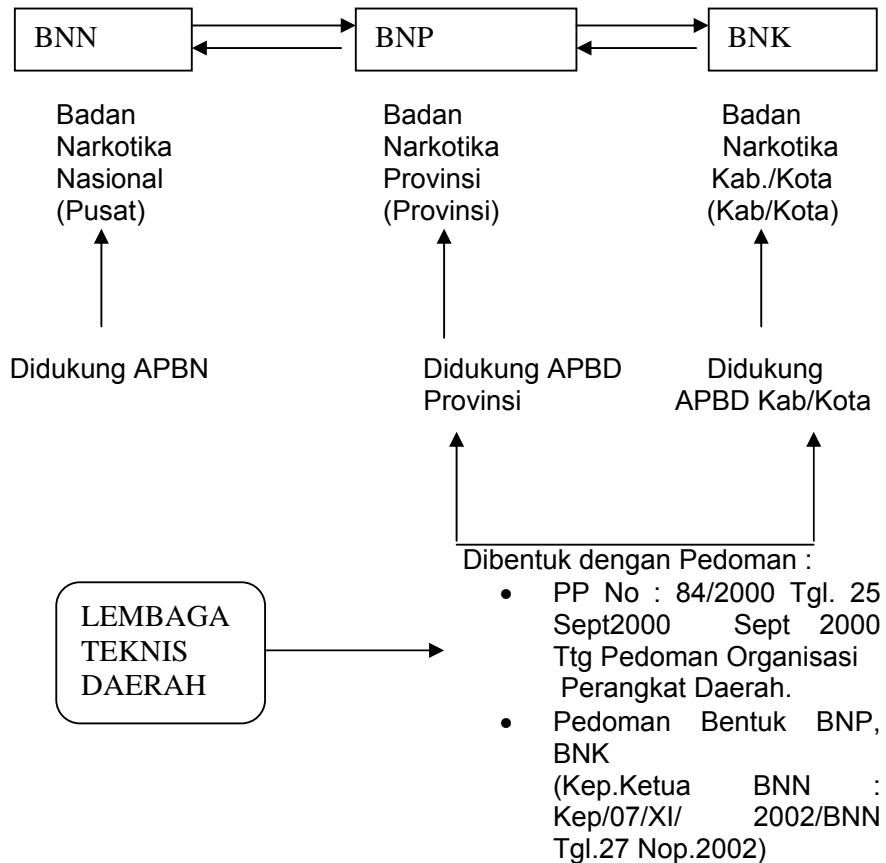 BNN
BNP
BNK
Badan
Narkotika
Nasional
(Pusat)
Badan
Narkotika
Provinsi
(Provinsi)
Badan
Narkotika
Kab./Kota
(Kab/Kota)
Didukung APBN
Didukung APBD
Provinsi
Didukung
APBD Kab/Kota
LEMBAGA
TEKNIS
DAERAH
Dibentuk dengan Pedoman :
• PP No : 84/2000 Tgl. 25
Sept2000 Sept 2000
Ttg Pedoman Organisasi
Perangkat Daerah.
• Pedoman Bentuk BNP,
BNK
(Kep.Ketua BNN :
Kep/07/XI/ 2002/BNN
Tgl.27 Nop.2002)